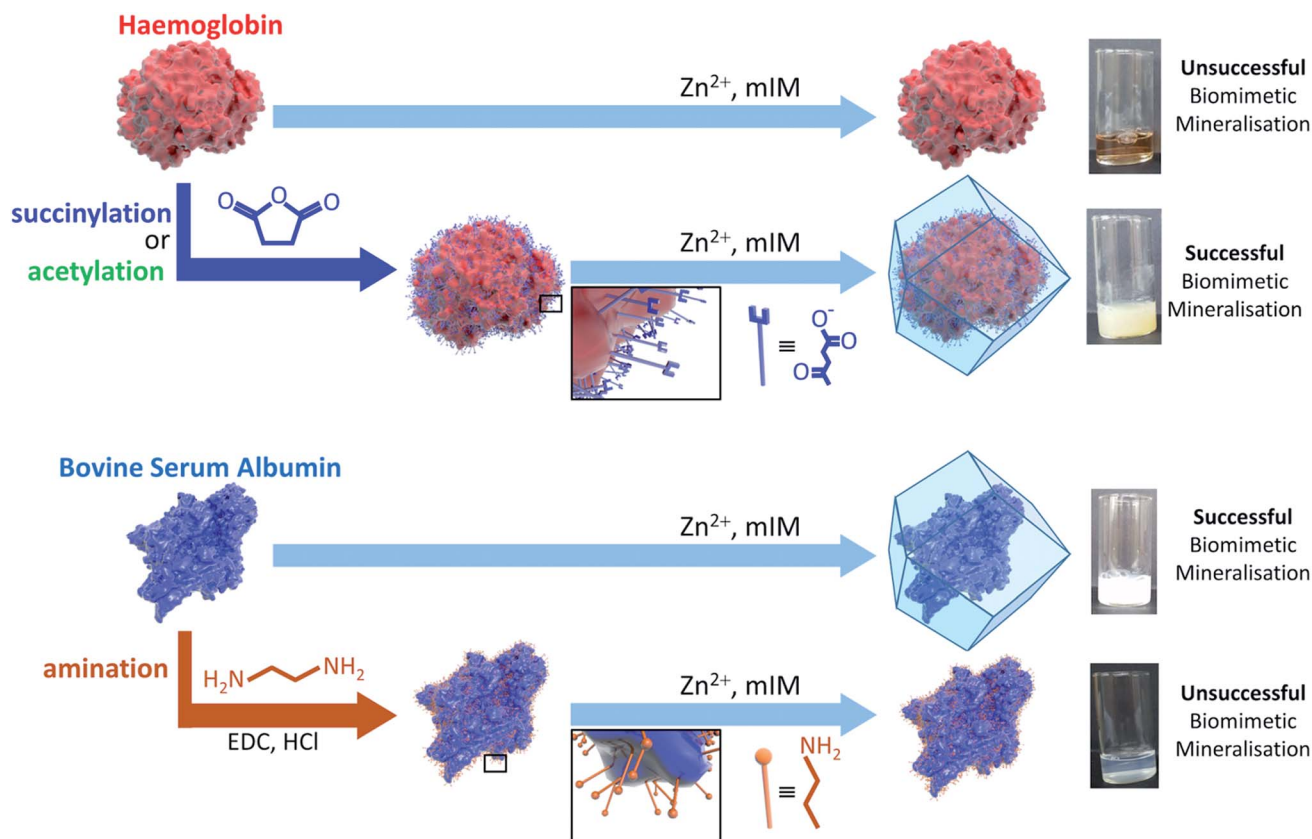 Haemoglobin
Zn²⁺, mIM
Unsuccessful
Biomimetic
Mineralisation
succinylation
or
acetylation
O O O
Zn²⁺, mIM
≡
O⁻
O
O
Successful
Biomimetic
Mineralisation
Bovine Serum Albumin
Zn²⁺, mIM
Successful
Biomimetic
Mineralisation
amination
H₂N NH₂
EDC, HCl
Zn²⁺, mIM
≡
NH₂
Unsuccessful
Biomimetic
Mineralisation